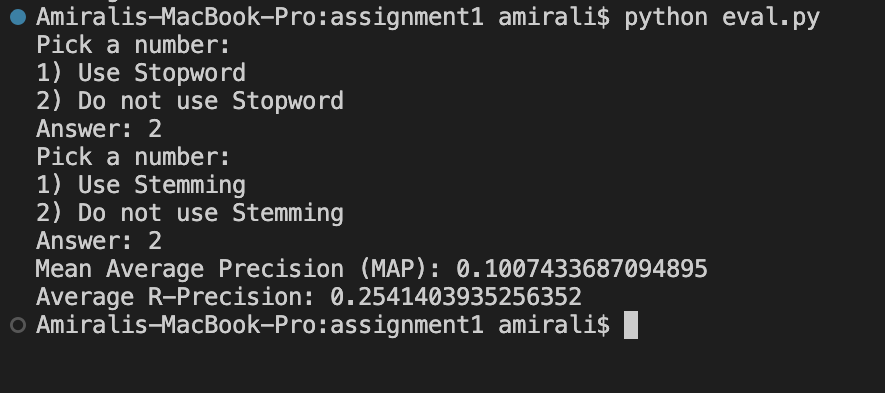 Amiralis-MacBook-Pro:assignment1 amirali$ python eval.py
Pick a number:
1) Use Stopword
2) Do not use Stopword
Answer: 2
Pick a number:
1) Use Stemming
2) Do not use Stemming
Answer: 2
Mean Average Precision (MAP): 0.1007433687094895
Average R-Precision: 0.2541403935256352
Amiralis-MacBook-Pro:assignment1 amirali$